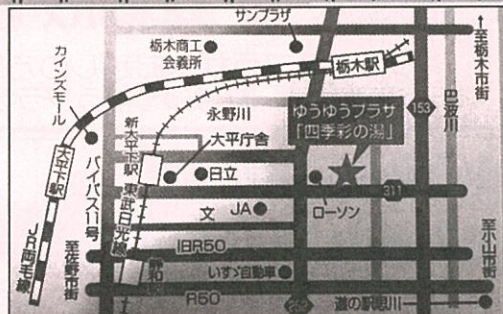 サンプラザ
栃木商工
会議所
カインズモール
栃木駅
至栃木市街
永野川
大平庁舎
ゆうゆうプラザ
「四季彩の湯」
153
巴波川
新大平下駅
大平下駅
バイパス11号
日立
311
東武日光線
文
JA
ローソン
JR両毛線
至佐野市街
旧R50
至小山市街
いすゞ自動車
R50
道の駅思川